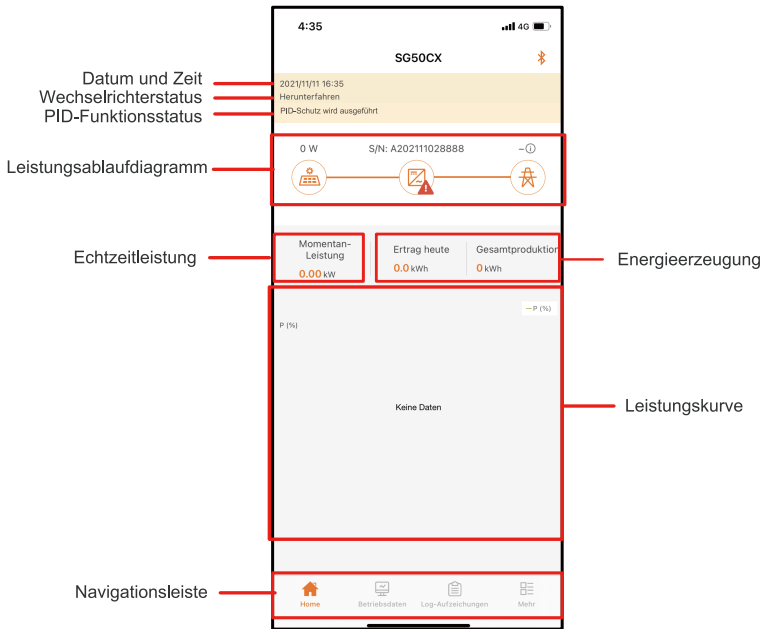 4:35
4G
SG50CX
Datum und Zeit
2021/11/11 16:35
Wechselrichterstatus
Herunterfahren
PID-Funktionsstatus
PID-Schutz wird ausgeführt
Leistungsablaufdiagramm
0 W
S/N: A202111028888
–
Echtzeitleistung
Momentan-
Leistung
0.00 kW
Ertrag heute
0.0 kWh
Gesamtproduktion
0 kWh
Energieerzeugung
P (%)
P (%)
Keine Daten
Leistungskurve
Navigationsleiste
Home
Betriebsdaten
Log-Aufzeichungen
Mehr